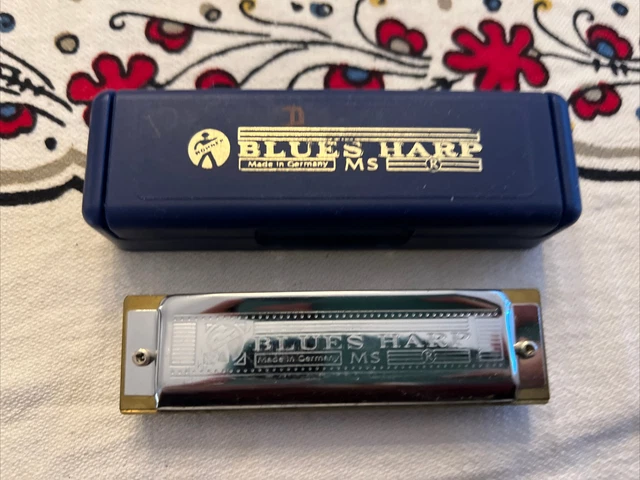 HOHNER
BLUES HARP
Made in Germany MS ®
BLUES HARP
Made in Germany MS ®